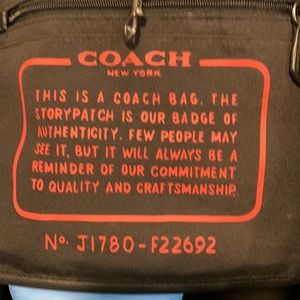 COACH
NEW YORK
THIS IS A COACH BAG. THE
STORYPATCH IS OUR BADGE OF
AUTHENTICITY. FEW PEOPLE MAY
SEE IT, BUT IT WILL ALWAYS BE A
REMINDER OF OUR COMMITMENT
TO QUALITY AND CRAFTSMANSHIP.
Nº. J1780-F22692